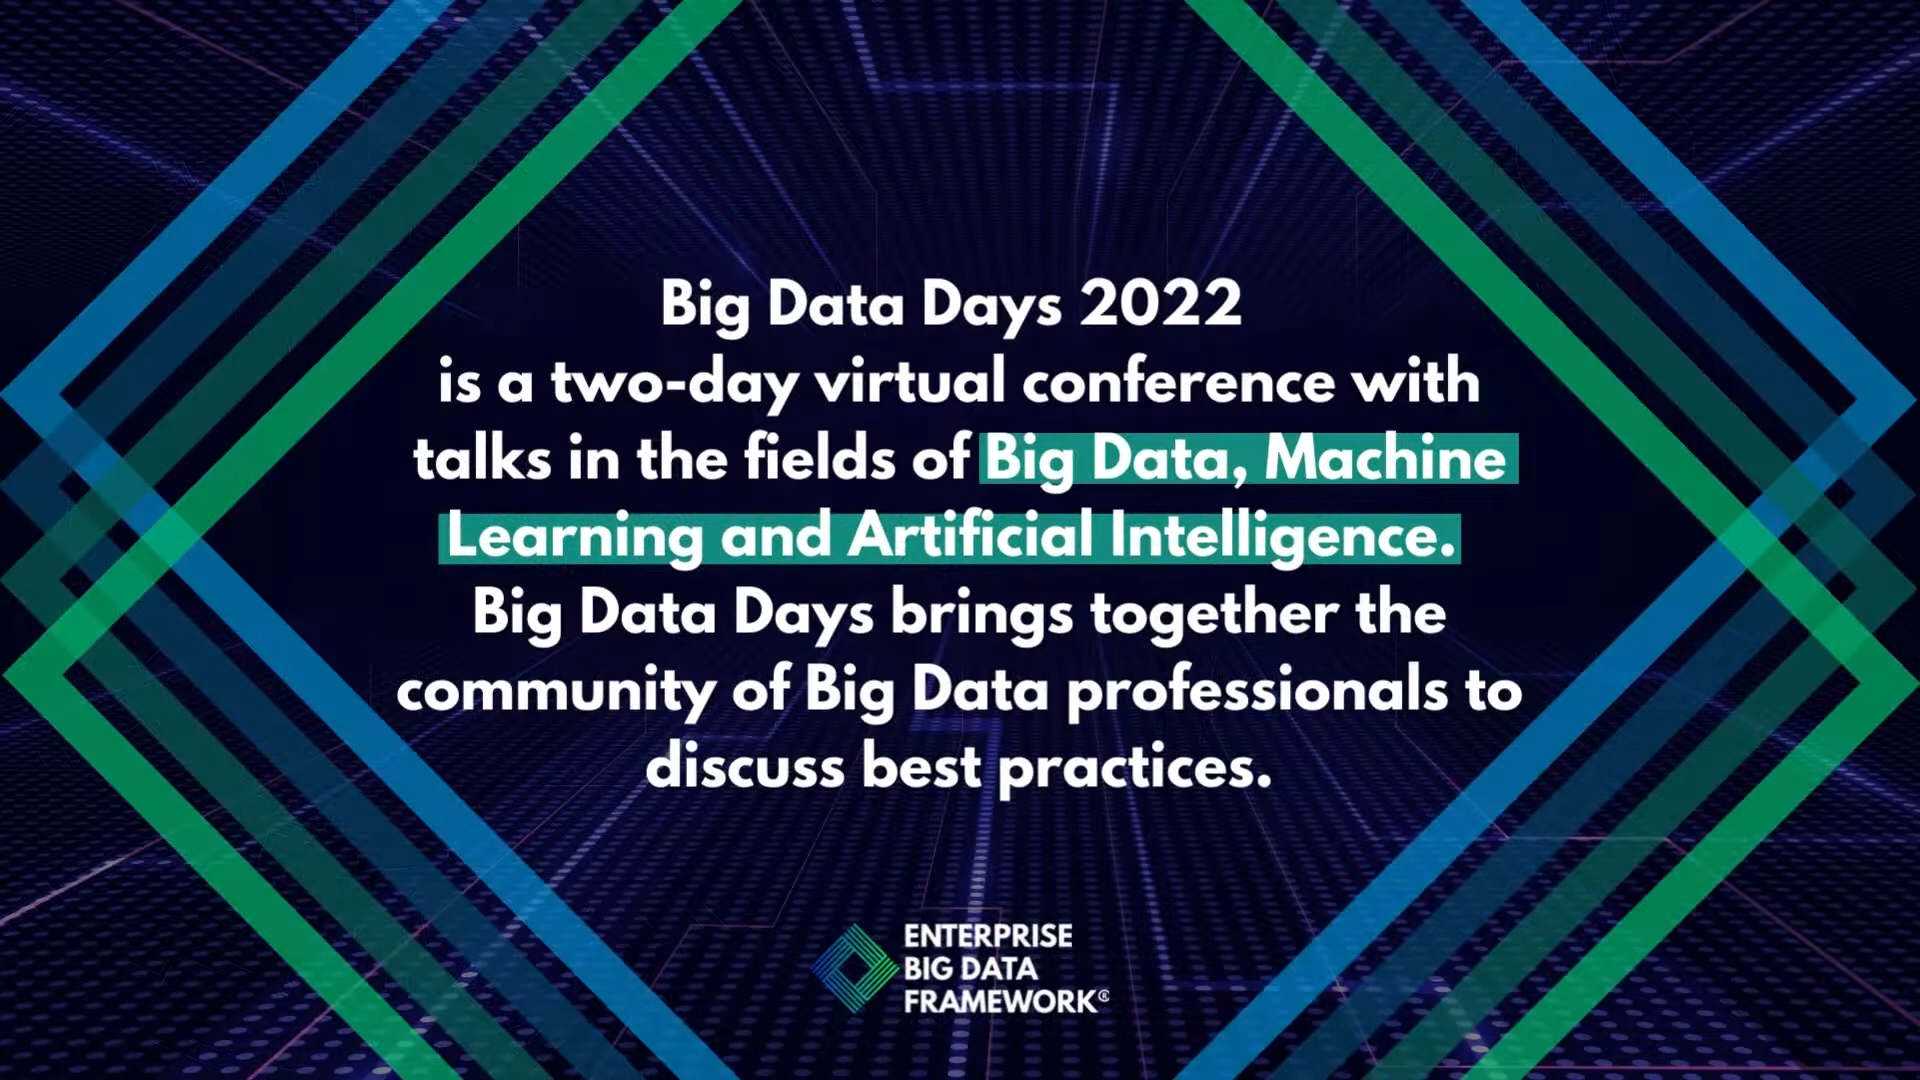 Big Data Days 2022
is a two-day virtual conference with
talks in the fields of Big Data, Machine
Learning and Artificial Intelligence.
Big Data Days brings together the
community of Big Data professionals to
discuss best practices.
ENTERPRISE
BIG DATA
FRAMEWORK®